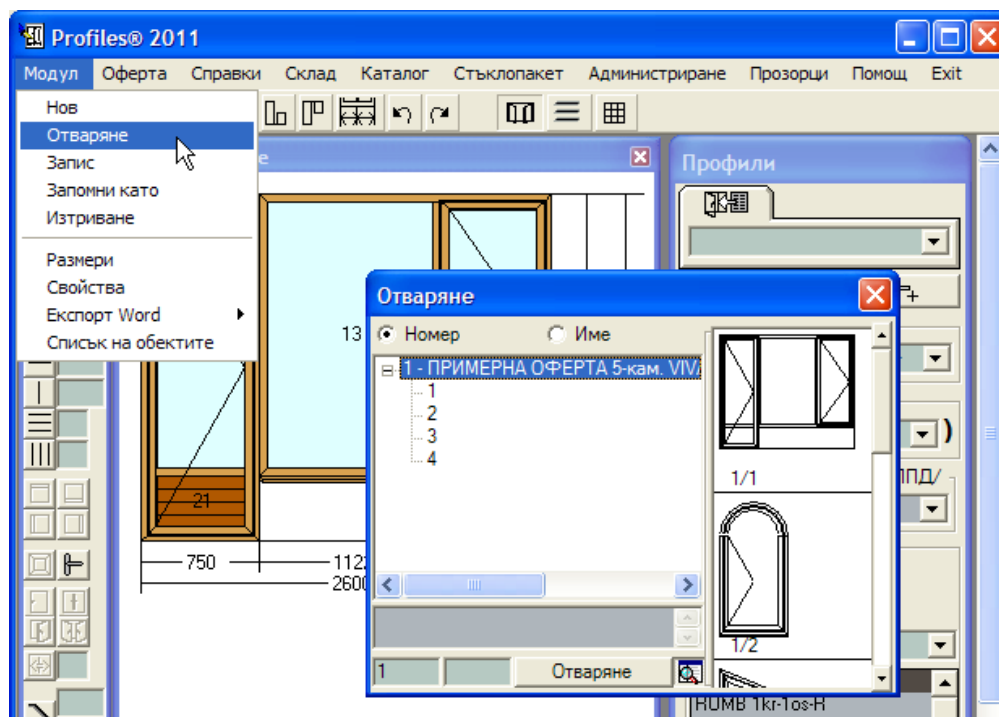 Profiles® 2011
Модул Оферта Справки Склад Каталог Стъклопакет Администриране Прозорци Помощ Exit
Нов
Отваряне
Запис
Запомни като
Изтриване
Размери
Свойства
Експорт Word
Списък на обектите
Профили
Отваряне
Номер Име
1 - ПРИМЕРНА ОФЕРТА 5-кам. VIV
1
2
3
4
1/1
1/2
1 Отваряне
13
21
750
112
2600
)
ППД/
ROMB 1kr-1os-R